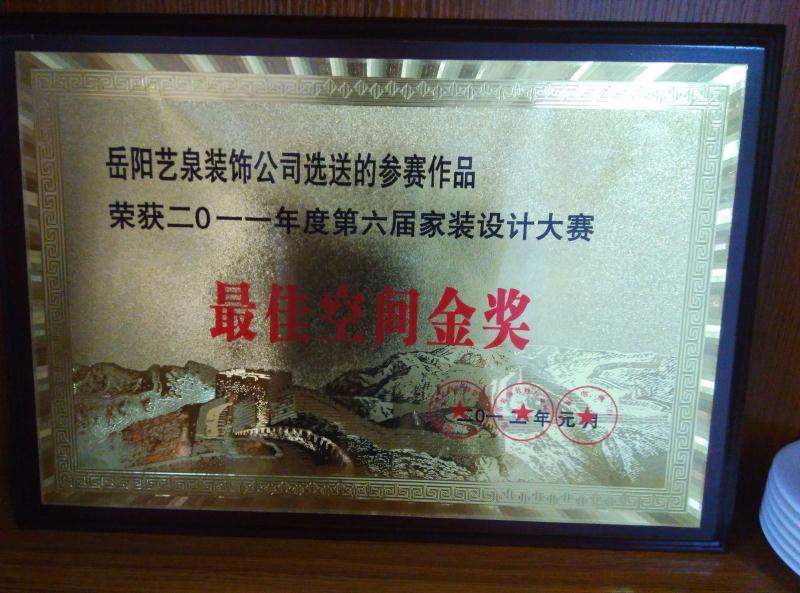 岳阳艺泉装饰公司选送的参赛作品
荣获二0一一年度第六届家装设计大赛
最佳空间金奖
二0一二年元月